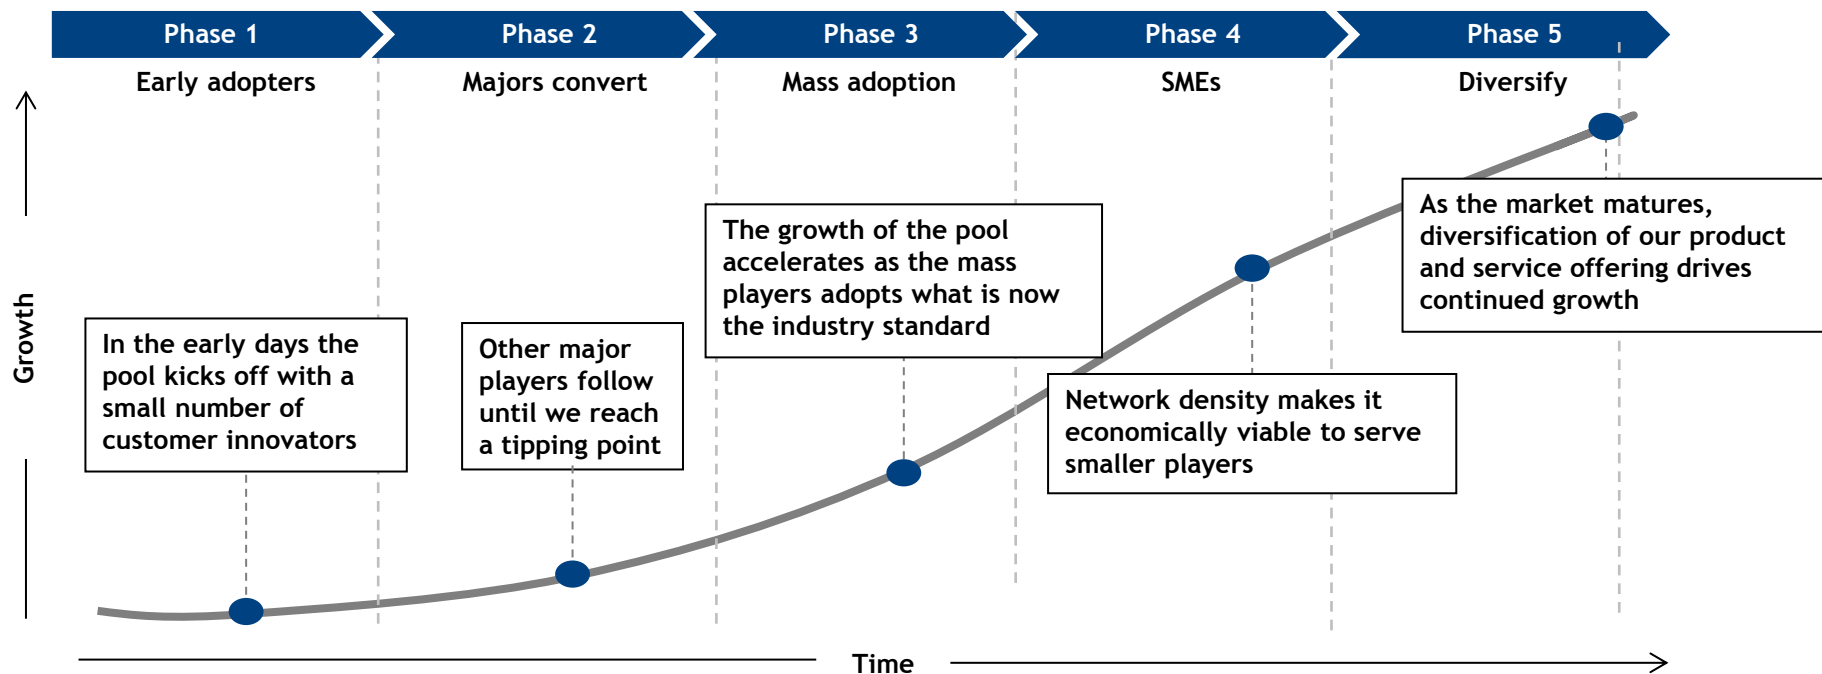 Phase 1
Phase 2
Phase 3
Phase 4
Phase 5
Early adopters
Majors convert
Mass adoption
SMEs
Diversify
Growth
In the early days the
pool kicks off with a
small number of
customer innovators
Other major
players follow
until we reach
a tipping point
The growth of the pool
accelerates as the mass
players adopts what is now
the industry standard
Network density makes it
economically viable to serve
smaller players
As the market matures,
diversification of our product
and service offering drives
continued growth
Time